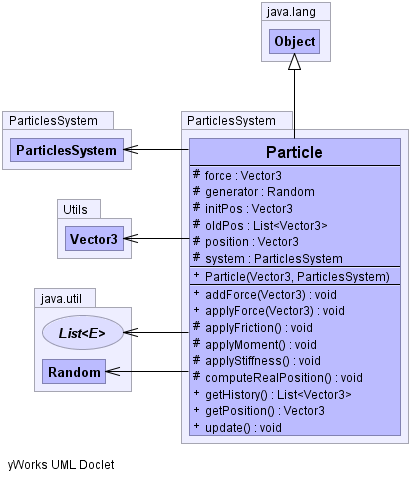 java.lang
Object
ParticlesSystem
ParticlesSystem
ParticlesSystem
Particle
# force : Vector3
# generator : Random
# initPos : Vector3
# oldPos : List<Vector3>
# position : Vector3
# system : ParticlesSystem
+ Particle(Vector3, ParticlesSystem)
+ addForce(Vector3) : void
+ applyForce(Vector3) : void
# applyFriction() : void
# applyMoment() : void
# applyStiffness() : void
# computeRealPosition() : void
+ getHistory() : List<Vector3>
+ getPosition() : Vector3
+ update() : void
Utils
Vector3
java.util
List<E>
Random
yWorks UML Doclet